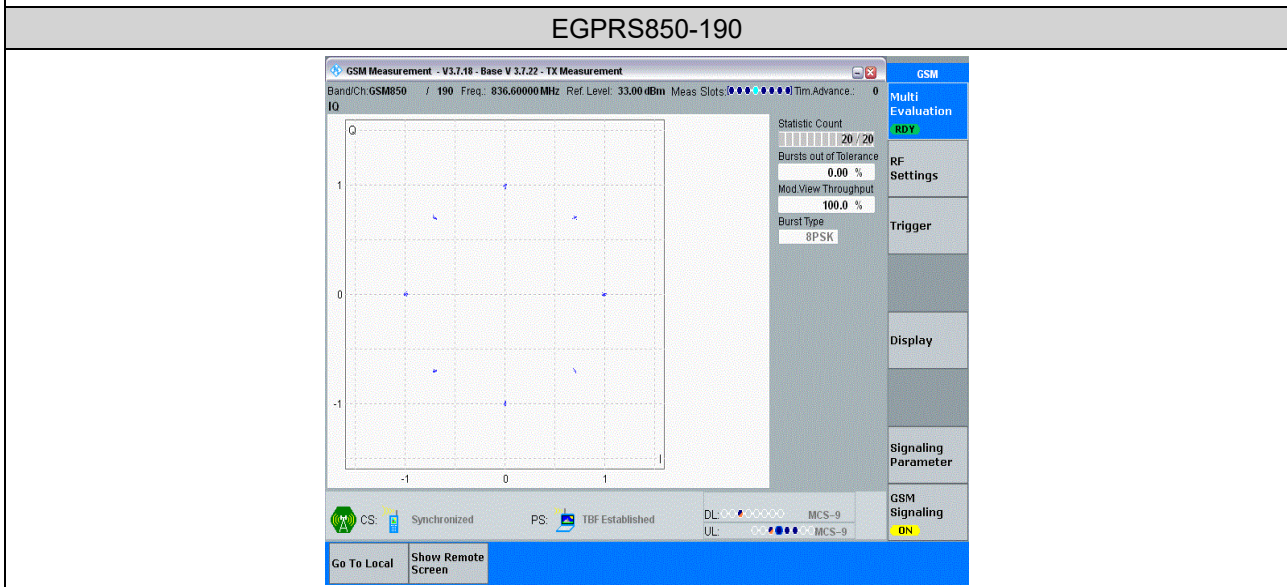 EGPRS850-190
GSM Measurement - V3.7.18 - Base V 3.7.22 - TX Measurement
Band/Ch:GSM850 / 190 Freq.: 836.60000 MHz Ref. Level: 33.00 dBm Meas Slots: Tim.Advance.: 0
IQ
Q
1
0
-1
-1 0 1
I
Statistic Count
20 / 20
Bursts out of Tolerance
0.00 %
Mod.View Throughput
100.0 %
Burst Type
8PSK
GSM
Multi
Evaluation
RDY
RF
Settings
Trigger
Display
Signaling
Parameter
GSM
Signaling
ON
CS: Synchronized PS: TBF Established
DL: MCS-9
UL: MCS-9
Go To Local
Show Remote
Screen